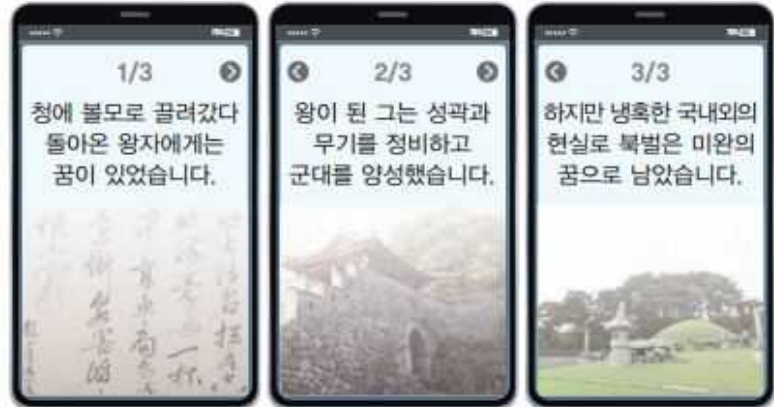 1/3
청에 볼모로 끌려갔다
돌아온 왕자에게는
꿈이 있었습니다.
2/3
왕이 된 그는 성곽과
무기를 정비하고
군대를 양성했습니다.
3/3
하지만 냉혹한 국내외의
현실로 북벌은 미완의
꿈으로 남았습니다.